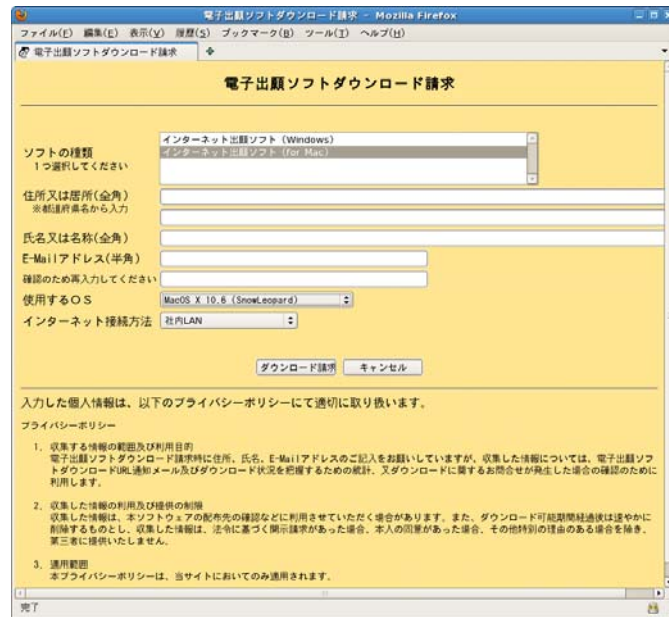 電子出願ソフトダウンロード請求 - Mozilla Firefox
ファイル(F) 編集(E) 表示(V) 履歴(S) ブックマーク(B) ツール(T) ヘルプ(H)
電子出願ソフトダウンロード請求
電子出願ソフトダウンロード請求
インターネット出願ソフト (Windows)
ソフトの種類
インターネット出願ソフト (for Mac)
1つ選択してください
住所又は居所(全角)
※都道府県名から入力
氏名又は名称(全角)
E-Mailアドレス(半角)
確認のため再入力してください
使用するOS MacOS X 10.6 (SnowLeopard)
インターネット接続方法 社内LAN
ダウンロード請求 キャンセル
入力した個人情報は、以下のプライバシーポリシーにて適切に取り扱います。
プライバシーポリシー
1. 収集する情報の範囲及び利用目的
電子出願ソフトダウンロード請求時に住所、氏名、E-Mailアドレスのご記入をお願いしていますが、収集した情報については、電子出願ソフ
トダウンロードURL通知メール及びダウンロード状況を把握するための統計、又ダウンロードに関するお問合せが発生した場合の確認のために
利用します。
2. 収集した情報の利用及び提供の制限
収集した情報は、本ソフトウェアの配布先の確認などに利用させていただく場合があります。また、ダウンロード可能期間経過後は速やかに
削除するものとし、収集した情報は、法令に基づく開示請求があった場合、本人の同意があった場合、その他特別の理由のある場合を除き、
第三者に提供いたしません。
3. 適用範囲
本プライバシーポリシーは、当サイトにおいてのみ適用されます。
完了